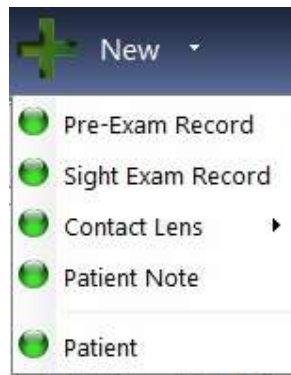 New
Pre-Exam Record
Sight Exam Record
Contact Lens
Patient Note
Patient